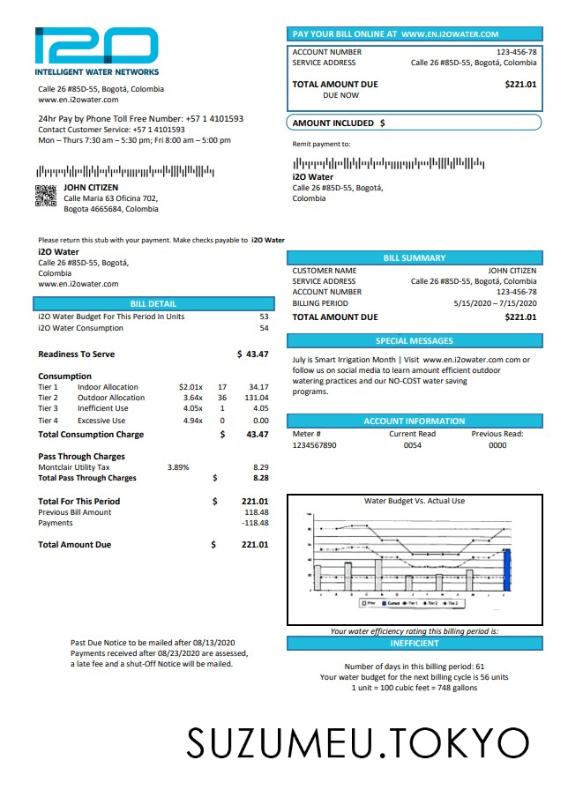 i2O
INTELLIGENT WATER NETWORKS
Calle 26 #85D-55, Bogotá, Colombia
www.en.i2owater.com
24hr Pay by Phone Toll Free Number: +57 1 4101593
Contact Customer Service: +57 1 4101593
Mon – Thurs 7:30 am – 5:30 pm; Fri 8:00 am – 5:00 pm
JOHN CITIZEN
Calle Maria 63 Oficina 702,
Bogota 4665684, Colombia
PAY YOUR BILL ONLINE AT WWW.EN.I2OWATER.COM
ACCOUNT NUMBER 123-456-78
SERVICE ADDRESS Calle 26 #85D-55, Bogotá, Colombia
TOTAL AMOUNT DUE $221.01
DUE NOW
AMOUNT INCLUDED $
Remit payment to:
i2O Water
Calle 26 #85D-55, Bogotá,
Colombia
Please return this stub with your payment. Make checks payable to i2O Water
i2O Water
Calle 26 #85D-55, Bogotá,
Colombia
www.en.i2owater.com
BILL DETAIL
i2O Water Budget For This Period In Units 53
i2O Water Consumption 54
Readiness To Serve $ 43.47
Consumption
Tier 1 Indoor Allocation $2.01x 17 34.17
Tier 2 Outdoor Allocation 3.64x 36 131.04
Tier 3 Inefficient Use 4.05x 1 4.05
Tier 4 Excessive Use 4.94x 0 0.00
Total Consumption Charge $ 43.47
Pass Through Charges
Montclair Utility Tax 3.89% 8.29
Total Pass Through Charges $ 8.28
Total For This Period $ 221.01
Previous Bill Amount 118.48
Payments -118.48
Total Amount Due $ 221.01
Past Due Notice to be mailed after 08/13/2020
Payments received after 08/23/2020 are assessed,
a late fee and a shut-Off Notice will be mailed.
BILL SUMMARY
CUSTOMER NAME JOHN CITIZEN
SERVICE ADDRESS Calle 26 #85D-55, Bogotá, Colombia
ACCOUNT NUMBER 123-456-78
BILLING PERIOD 5/15/2020 – 7/15/2020
TOTAL AMOUNT DUE $221.01
SPECIAL MESSAGES
July is Smart Irrigation Month | Visit www.en.i2owater.com com or
follow us on social media to learn amount efficient outdoor
watering practices and our NO-COST water saving
programs.
ACCOUNT INFORMATION
Meter # Current Read Previous Read:
1234567890 0054 0000
Water Budget Vs. Actual Use
Tier 1 Tier 2 Tier 3
Your water efficiency rating this billing period is:
INEFFICIENT
Number of days in this billing period: 61
Your water budget for the next billing cycle is 56 units
1 unit = 100 cubic feet = 748 gallons
SUZUMEU.TOKYO